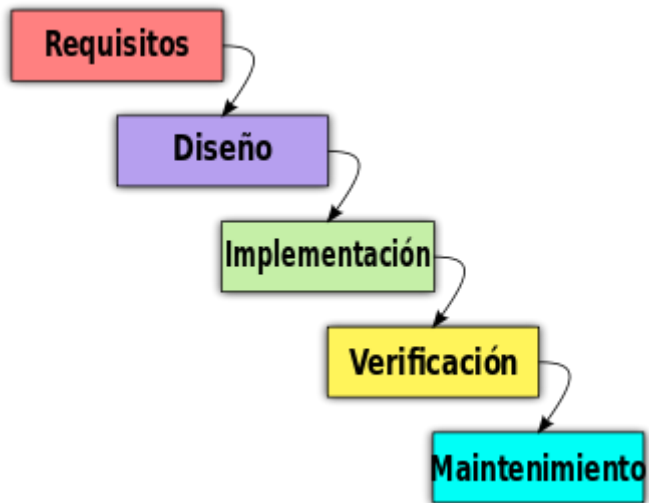 Requisitos
Diseño
Implementación
Verificación
Maintenimiento